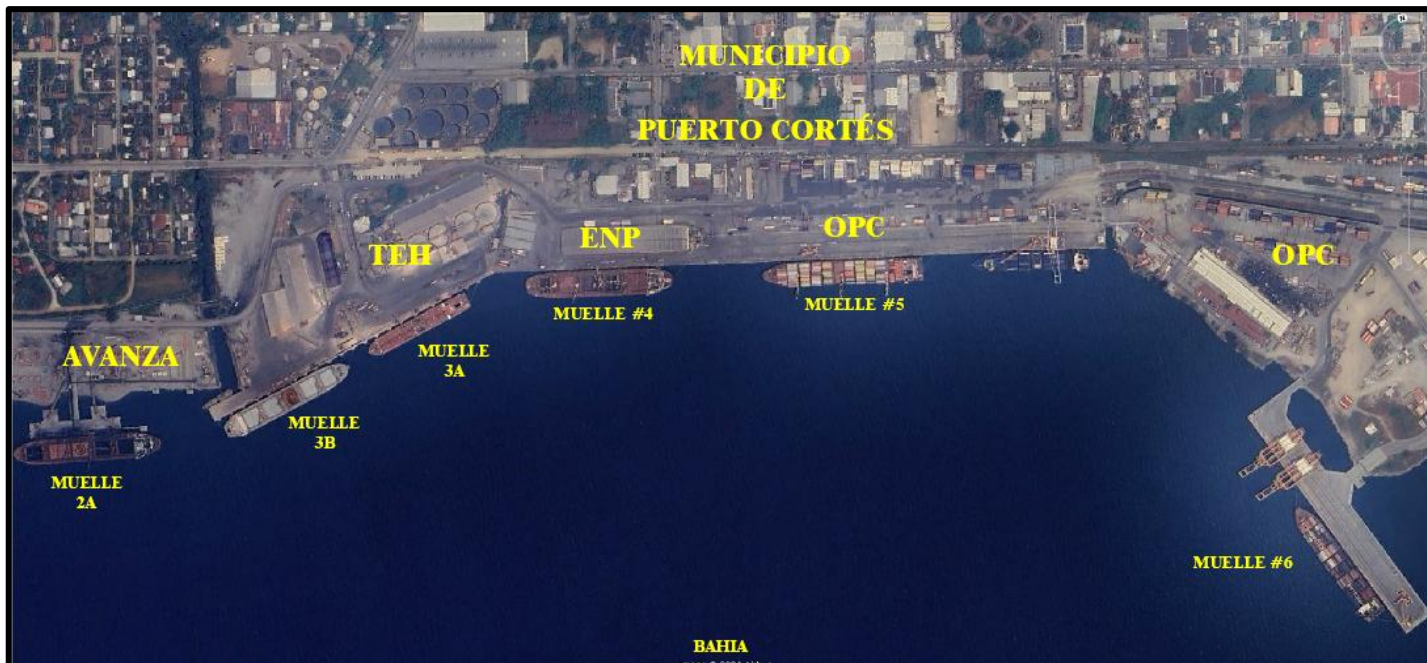 MUNICIPIO
DE
PUERTO CORTÉS
TEH
ENP
OPC
OPC
MUELLE #4
MUELLE #5
AVANZA
MUELLE
3A
MUELLE
3B
MUELLE
2A
MUELLE #6
BAHIA